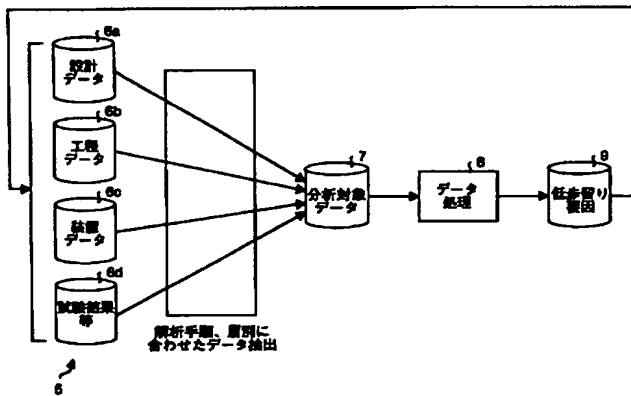 6a
設計
データ
6b
工程
データ
6c
装置
データ
6d
試験結果
等
解析手順、層別に
合わせたデータ抽出
7
分析対象
データ
8
データ
処理
9
低歩留り
要因